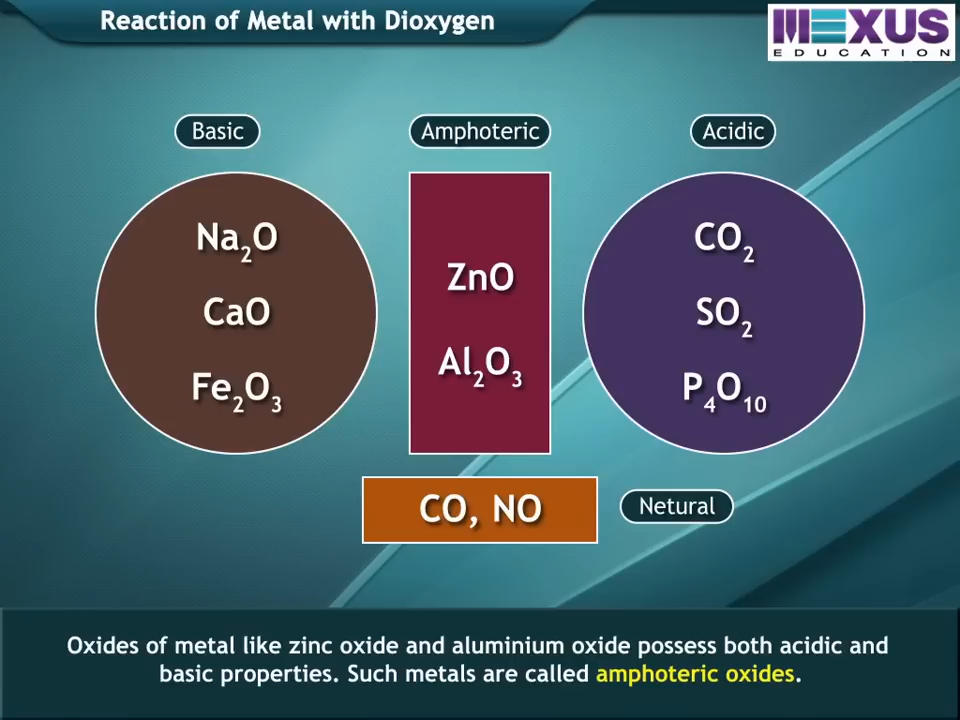 Reaction of Metal with Dioxygen
MEXUS
EDUCATION
Basic
Amphoteric
Acidic
Na₂O
CaO
Fe₂O₃
ZnO
Al₂O₃
CO₂
SO₂
P₄O₁₀
CO, NO
Netural
Oxides of metal like zinc oxide and aluminium oxide possess both acidic and
basic properties. Such metals are called amphoteric oxides.